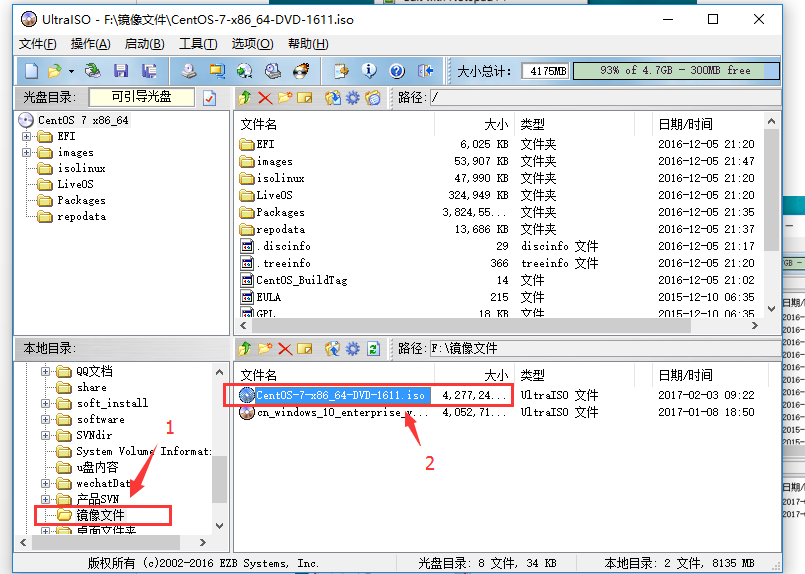 UltraISO - F:\镜像文件\CentOS-7-x86_64-DVD-1611.iso
文件(F) 操作(A) 启动(B) 工具(T) 选项(O) 帮助(H)
大小总计: 4175MB 93% of 4.7G - 300MB free
光盘目录: 可引导光盘 路径: /
CentOS 7 x86_64
EFI
images
isolinux
LiveOS
Packages
repodata
文件名 大小 类型 日期/时间
EFI 6,025 KB 文件夹 2016-12-05 21:20
images 53,907 KB 文件夹 2016-12-05 21:47
isolinux 47,990 KB 文件夹 2016-12-05 21:20
LiveOS 324,949 KB 文件夹 2016-12-05 21:20
Packages 3,824,55... 文件夹 2016-12-05 21:35
repodata 13,686 KB 文件夹 2016-12-05 21:37
.discinfo 29 discinfo 文件 2016-12-05 21:17
.treeinfo 366 treeinfo 文件 2016-12-05 21:20
CentOS_BuildTag 14 文件 2016-12-05 21:02
EULA 215 文件 2015-12-10 06:35
GPL 18 KB 文件 2015-12-10 06:35
本地目录: 路径: F:\镜像文件
QQ文档
share
soft_install
software
SVNdir
System Volume Informat:
u盘内容
wechatDat
产品SVN
镜像文件
桌面文件夹
1
文件名 大小 类型 日期/时间
CentOS-7-x86_64-DVD-1611.iso 4,277,24... UltraISO 文件 2017-02-03 09:22
cn_windows_10_enterprise_v... 4,052,71... UltraISO 文件 2017-01-08 18:50
2
版权所有 (c)2002-2016 EZB Systems, Inc. 光盘目录: 8 文件, 34 KB 本地目录: 2 文件, 8135 MB